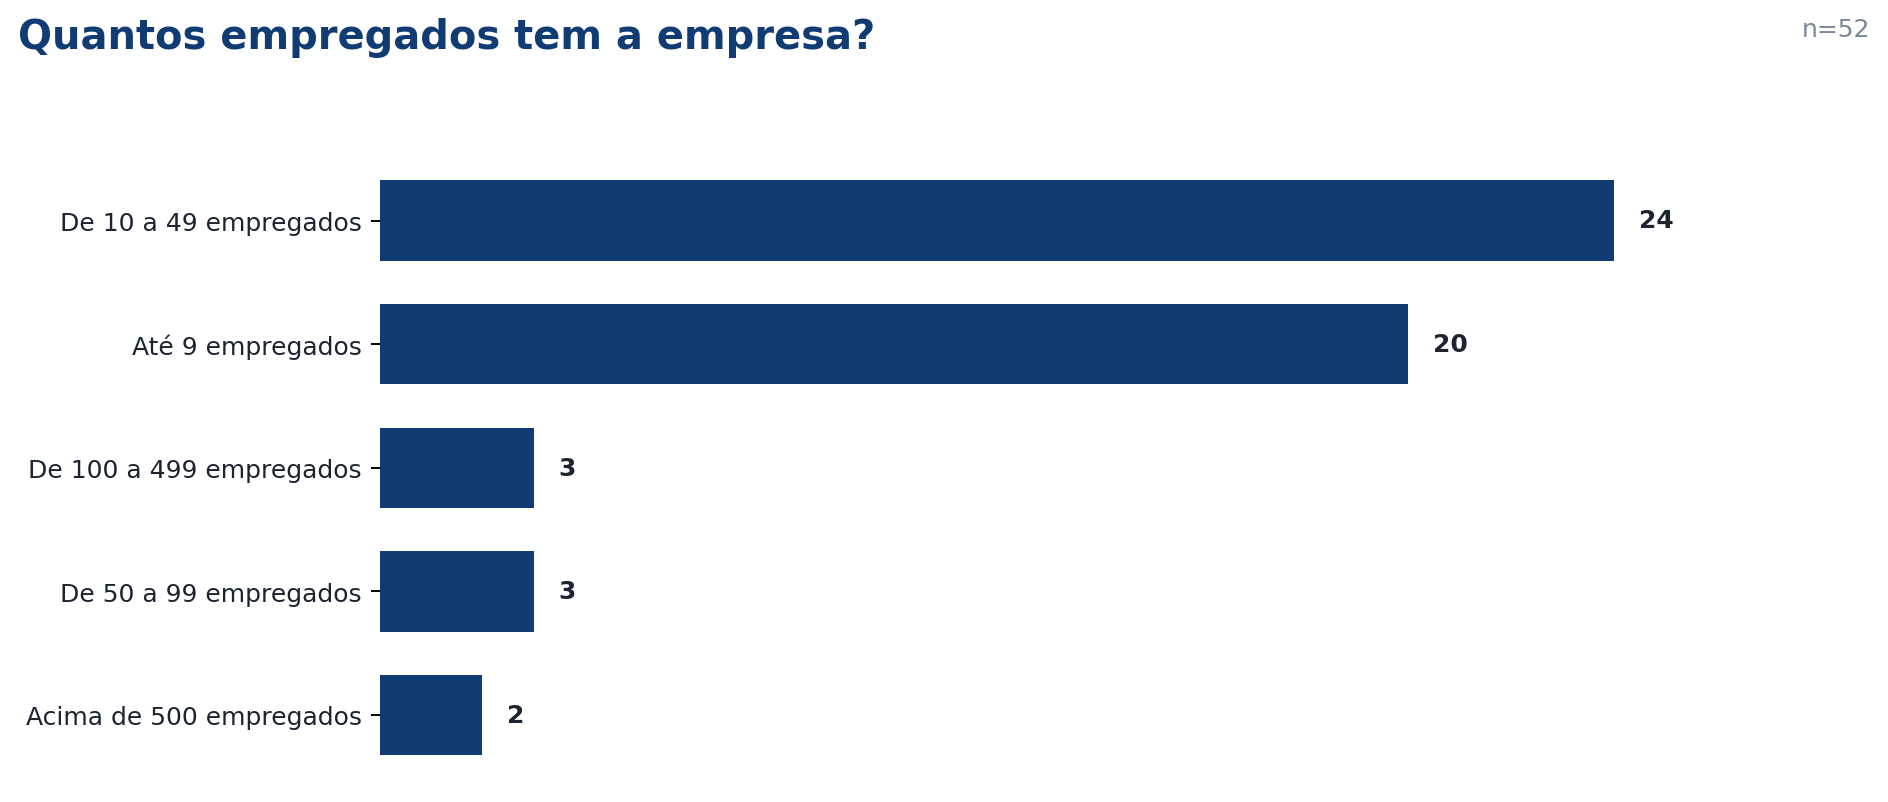 Quantos empregados tem a empresa?
n=52
De 10 a 49 empregados 24
Até 9 empregados 20
De 100 a 499 empregados 3
De 50 a 99 empregados 3
Acima de 500 empregados 2